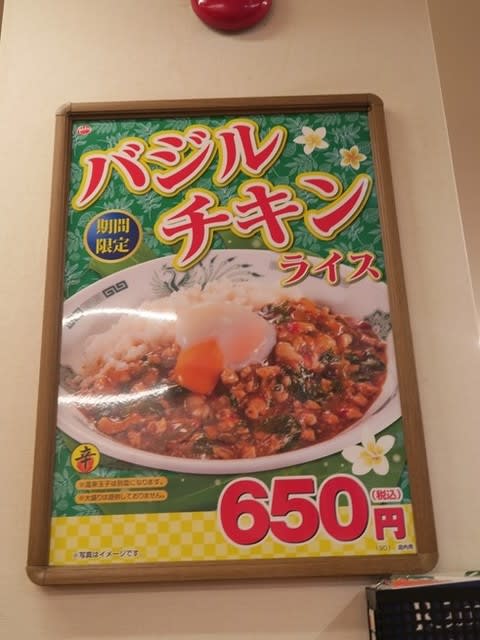 バジル
チキン
ライス
期間
限定
辛
※温泉玉子は別皿になります。
※大盛りは提供しておりません。
650円
(税込)
※写真はイメージです